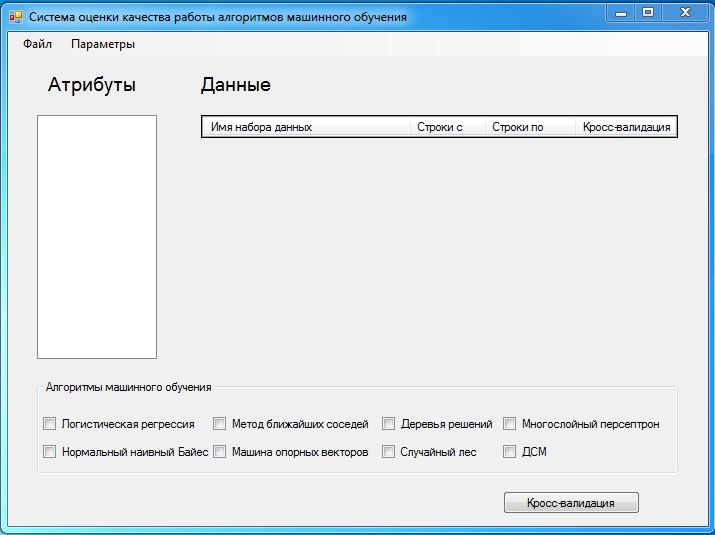 Система оценки качества работы алгоритмов машинного обучения
Файл Параметры
Атрибуты Данные
Имя набора данных Строки с Строки по Кросс-валидация
Алгоритмы машинного обучения
Логистическая регрессия Метод ближайших соседей Деревья решений Многослойный персептрон
Нормальный наивный Байес Машина опорных векторов Случайный лес ДСМ
Кросс-валидация